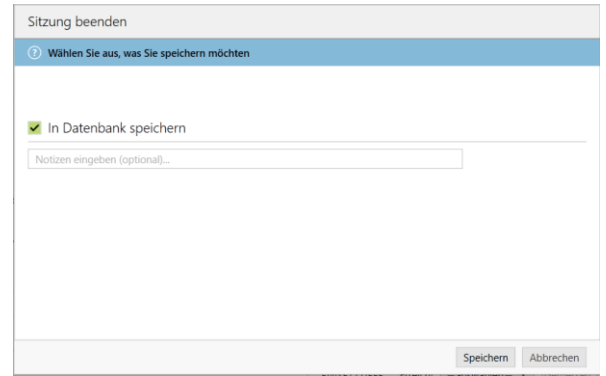 Sitzung beenden
Wählen Sie aus, was Sie speichern möchten
In Datenbank speichern
Notizen eingeben (optional)...
Speichern Abbrechen